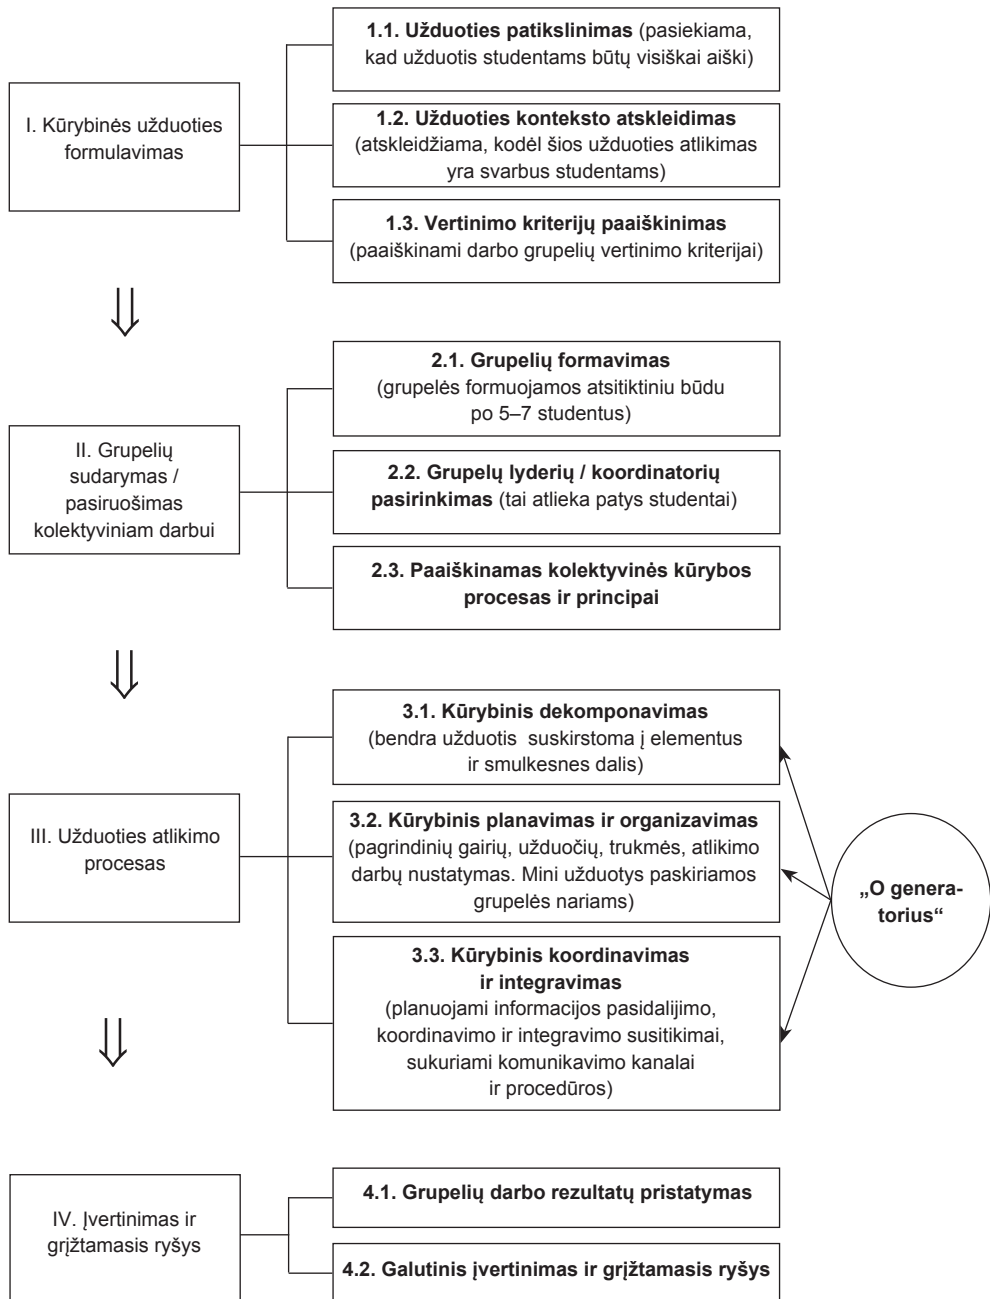 I. Kūrybinės užduoties
formulavimas
1.1. Užduoties patikslinimas (pasiekiama,
kad užduotis studentams būtų visiškai aiški)
1.2. Užduoties konteksto atskleidimas
(atskleidžiama, kodėl šios užduoties atlikimas
yra svarbus studentams)
1.3. Vertinimo kriterijų paaiškinimas
(paaiškinami darbo grupelių vertinimo kriterijai)
⇓
II. Grupelių
sudarymas /
pasiruošimas
kolektyviniam darbui
2.1. Grupelių formavimas
(grupelės formuojamos atsitiktiniu būdu
po 5–7 studentus)
2.2. Grupelų lyderių / koordinatorių
pasirinkimas (tai atlieka patys studentai)
2.3. Paaiškinamas kolektyvinės kūrybos
procesas ir principai
⇓
III. Užduoties atlikimo
procesas
3.1. Kūrybinis dekomponavimas
(bendra užduotis suskirstoma į elementus
ir smulkesnes dalis)
3.2. Kūrybinis planavimas ir organizavimas
(pagrindinių gairių, užduočių, trukmės, atlikimo
darbų nustatymas. Mini užduotys paskiriamos
grupelės nariams)
3.3. Kūrybinis koordinavimas
ir integravimas
(planuojami informacijos pasidalijimo,
koordinavimo ir integravimo susitikimai,
sukuriami komunikavimo kanalai
ir procedūros)
„O genera-
torius“
⇓
IV. Įvertinimas ir
grįžtamasis ryšys
4.1. Grupelių darbo rezultatų pristatymas
4.2. Galutinis įvertinimas ir grįžtamasis ryšys